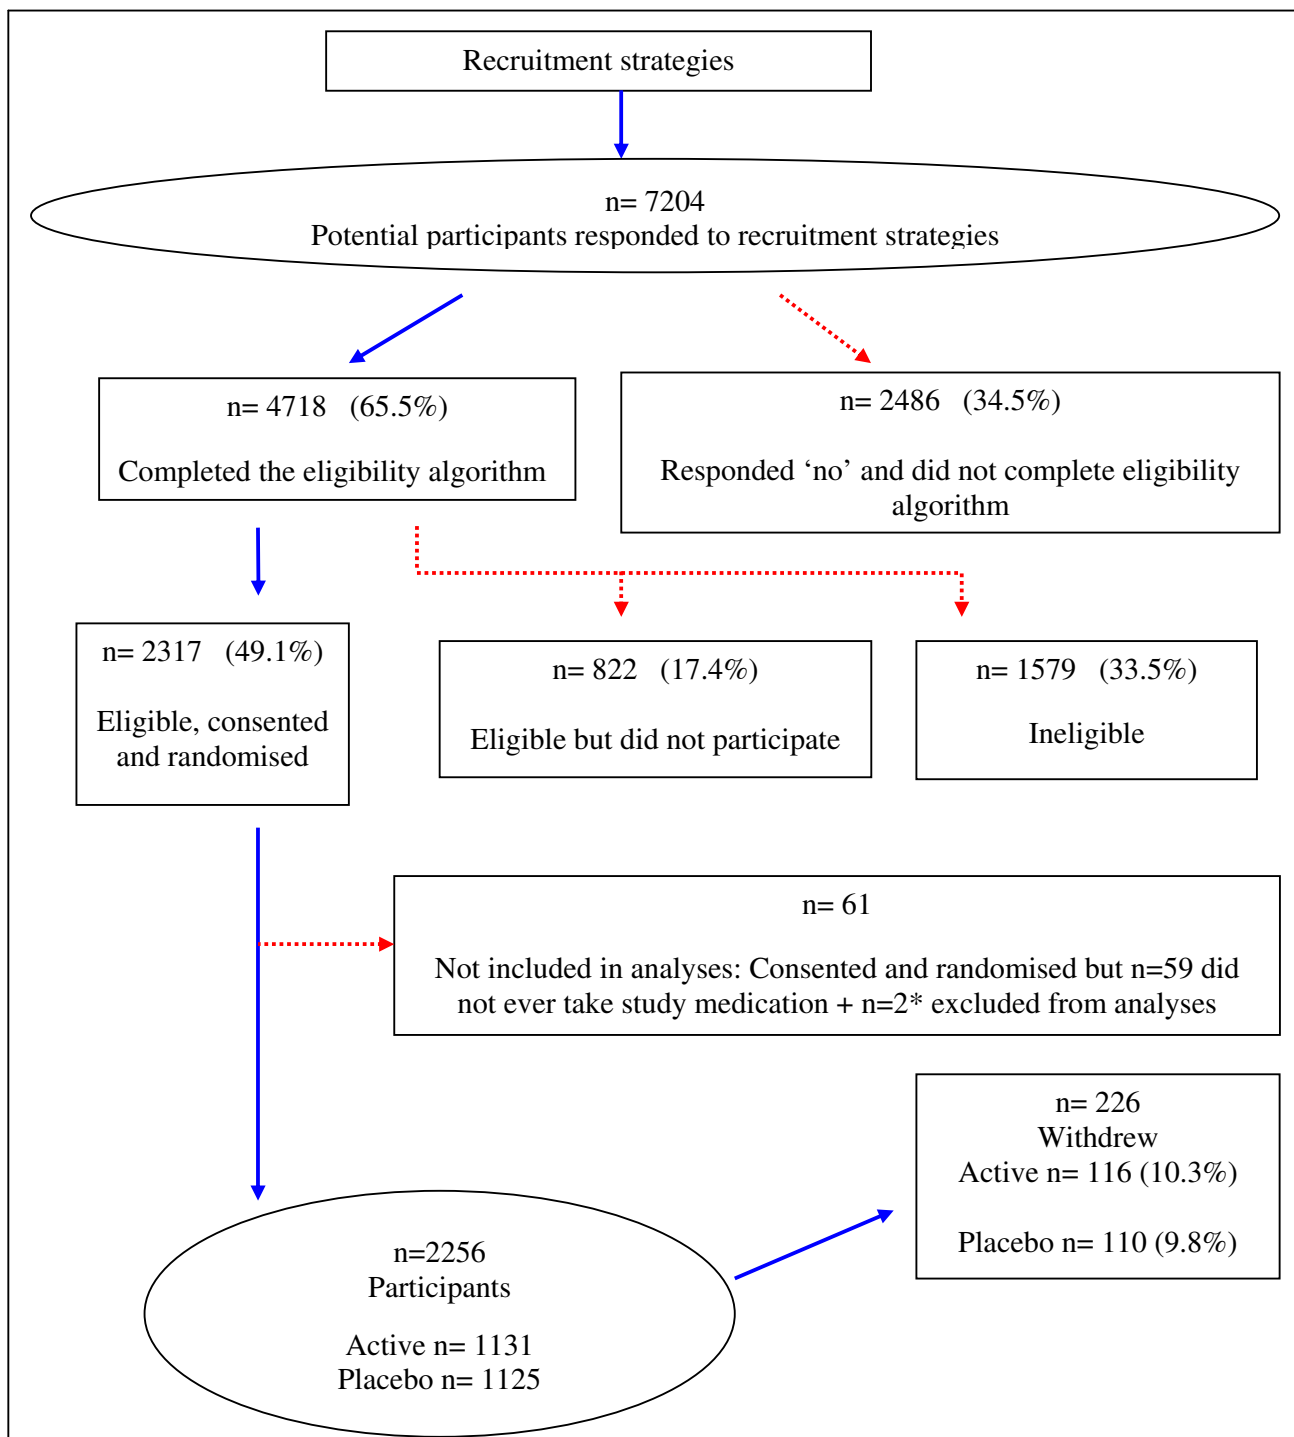 Recruitment strategies
n= 7204
Potential participants responded to recruitment strategies
n= 4718 (65.5%)
Completed the eligibility algorithm
n= 2486 (34.5%)
Responded ‘no’ and did not complete eligibility
algorithm
n= 2317 (49.1%)
Eligible, consented
and randomised
n= 822 (17.4%)
Eligible but did not participate
n= 1579 (33.5%)
Ineligible
n= 61
Not included in analyses: Consented and randomised but n=59 did
not ever take study medication + n=2* excluded from analyses
n= 226
Withdrew
Active n= 116 (10.3%)
Placebo n= 110 (9.8%)
n=2256
Participants
Active n= 1131
Placebo n= 1125